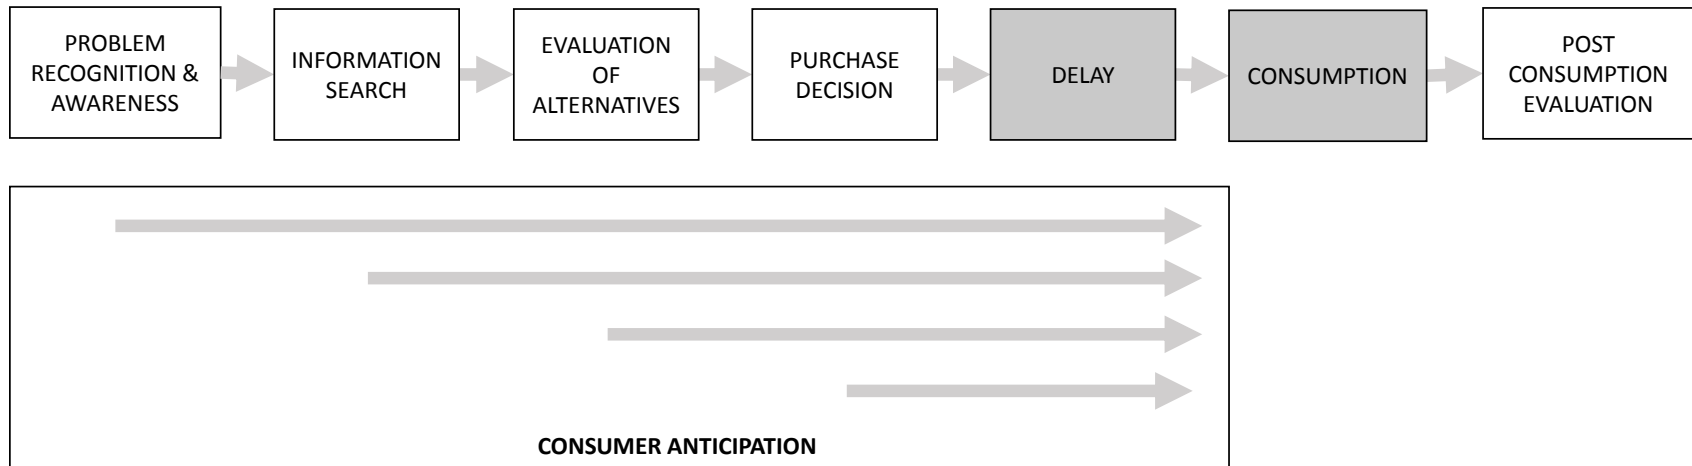 PROBLEM
RECOGNITION &
AWARENESS
INFORMATION
SEARCH
EVALUATION
OF
ALTERNATIVES
PURCHASE
DECISION
DELAY
CONSUMPTION
POST
CONSUMPTION
EVALUATION
CONSUMER ANTICIPATION